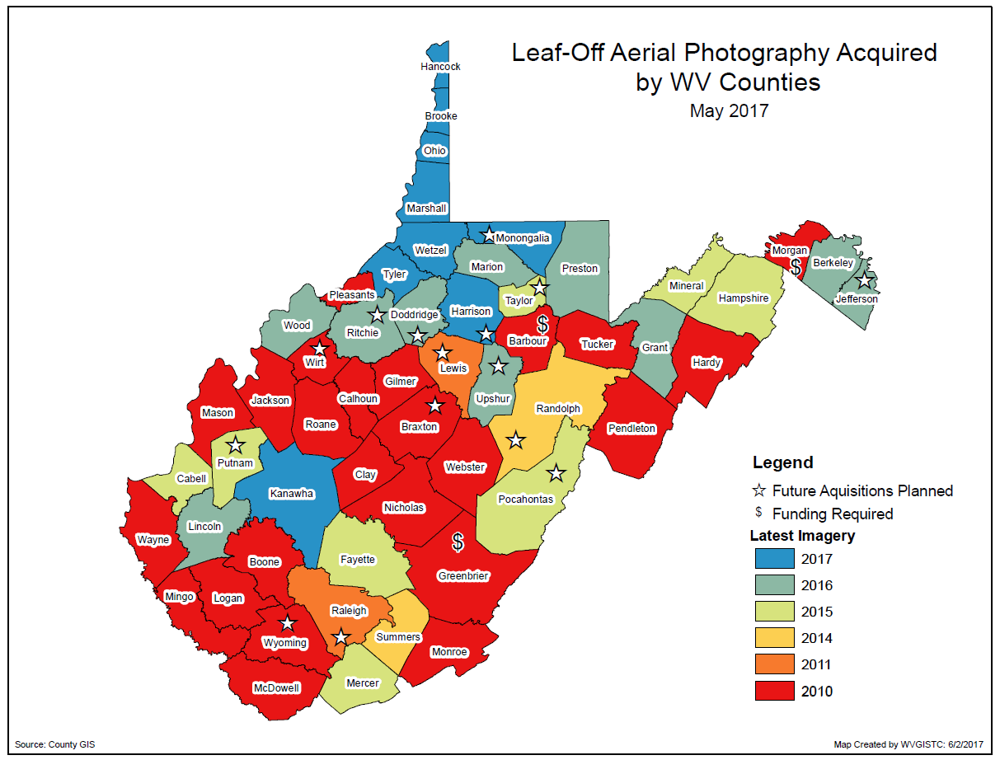 Leaf-Off Aerial Photography Acquired
by WV Counties
May 2017
Hancock
Brooke
Ohio
Marshall
Wetzel
Monongalia
Marion
Preston
Tyler
Morgan
$
Berkeley
Jefferson
Mineral
Hampshire
Pleasants
Taylor
Doddridge
Harrison
Wood
Ritchie
Barbour
$
Tucker
Grant
Hardy
Wirt
Lewis
Gilmer
Upshur
Calhoun
Jackson
Mason
Roane
Braxton
Randolph
Pendleton
Putnam
Cabell
Clay
Webster
Kanawha
Nicholas
Pocahontas
Lincoln
Wayne
Boone
Fayette
$
Greenbrier
Mingo
Logan
Raleigh
Wyoming
Summers
Monroe
McDowell
Mercer
Legend
Future Aquisitions Planned
$ Funding Required
Latest Imagery
2017
2016
2015
2014
2011
2010
Source: County GIS
Map Created by WVGISTC: 6/2/2017